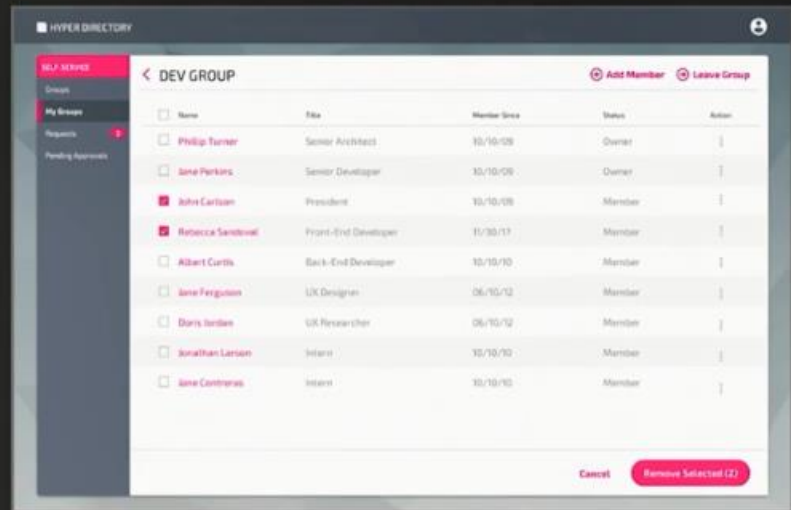 HYPER DIRECTORY
SELF-SERVICE
Groups
My Groups
Requests
Pending Approvals
DEV GROUP
Add Member Leave Group
Name Title Member Since Status Action
Phillip Turner Senior Architect 10/10/09 Owner
Jane Perkins Senior Developer 10/10/09 Owner
John Carlson President 10/10/09 Member
Rebecca Sandoval Front-End Developer 11/30/17 Member
Albert Curtis Back-End Developer 10/10/10 Member
Jane Ferguson UX Designer 06/10/12 Member
Doris Jordan UX Researcher 06/10/12 Member
Jonathan Larson Intern 10/10/10 Member
Jane Contreras Intern 10/10/10 Member
Cancel Remove Selected (2)